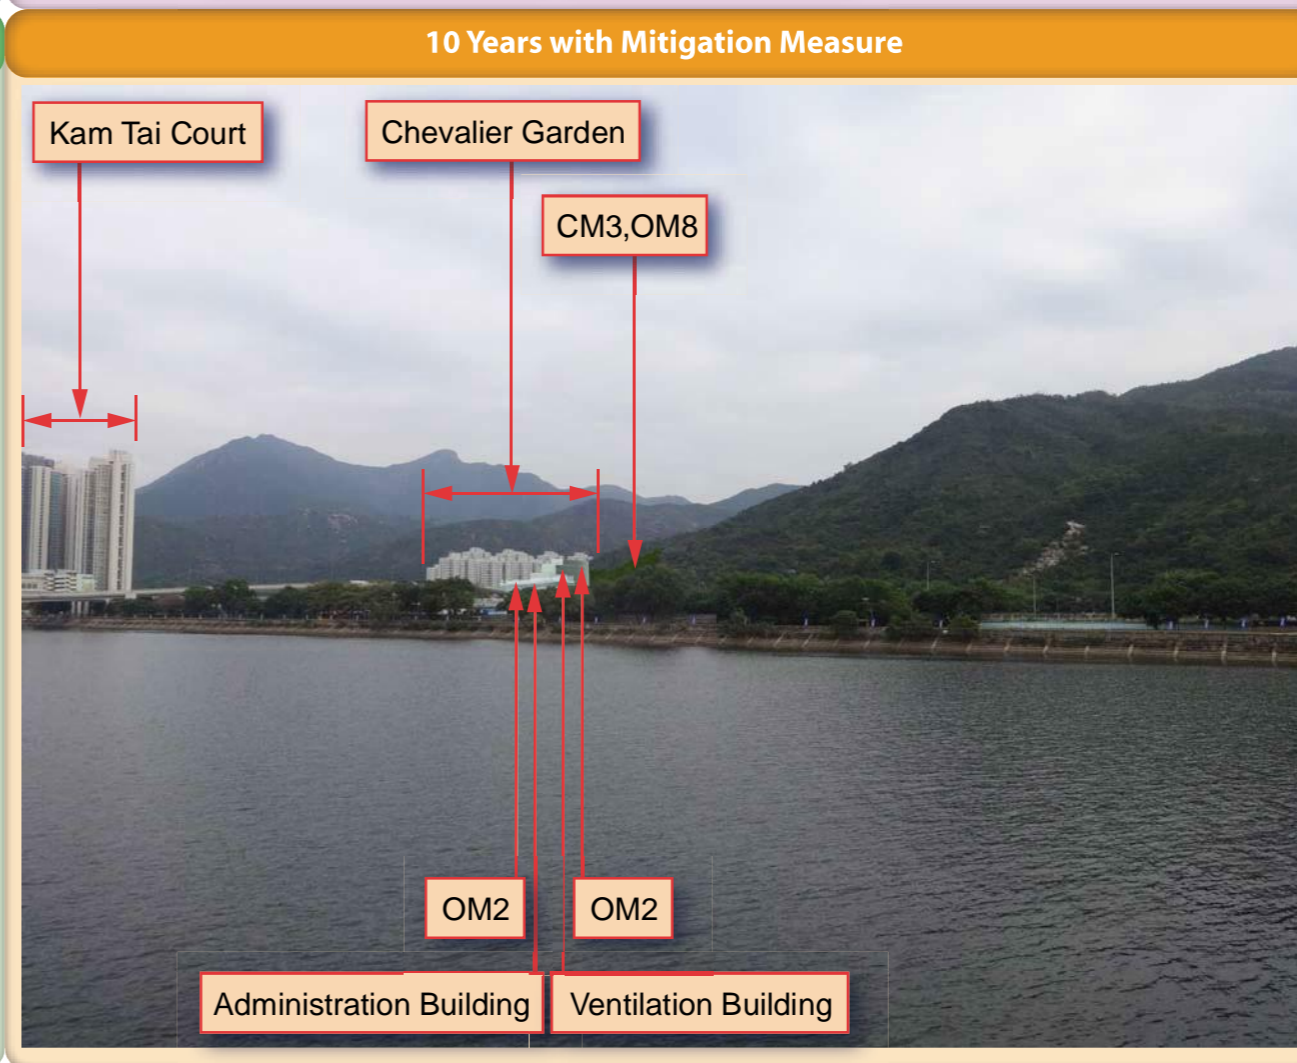 10 Years with Mitigation Measure
Kam Tai Court
Chevalier Garden
CM3,OM8
OM2
OM2
Administration Building
Ventilation Building